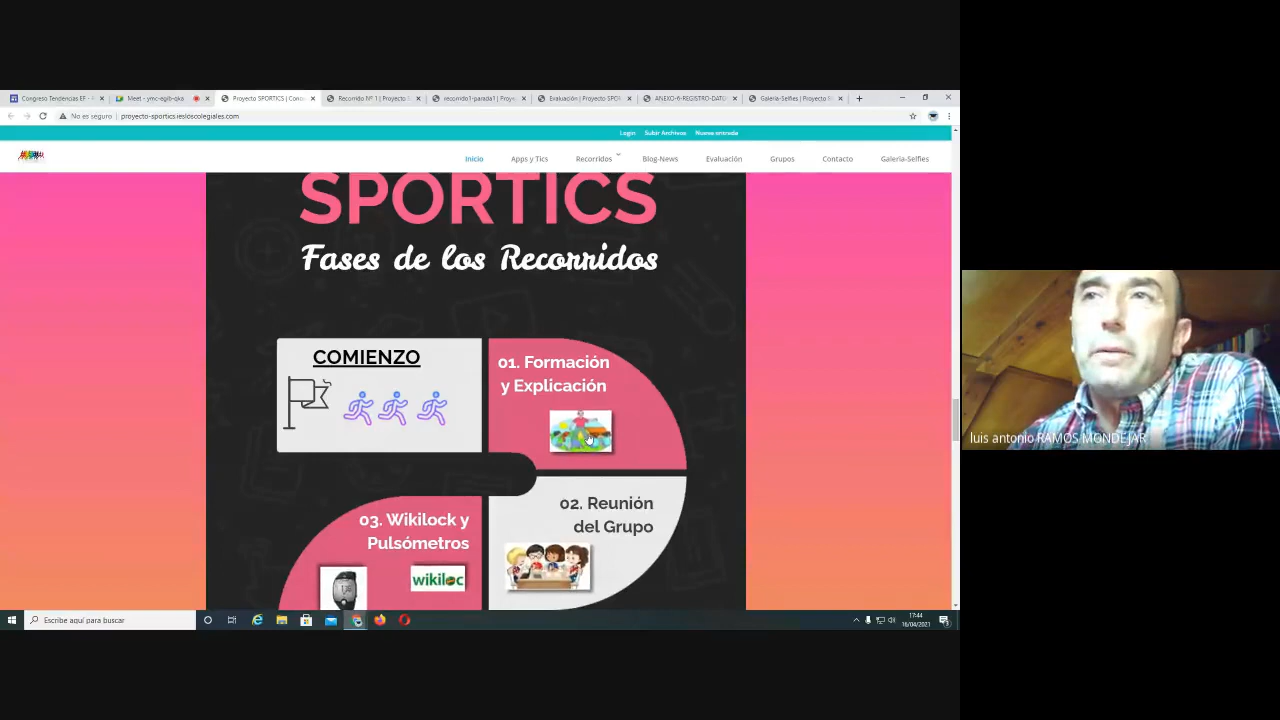 Congreso Tendencias EF -
Meet - ymc-egib-qka
Proyecto SPORTICS | Conoc
Recorrido Nº 1 | Proyecto S
recorrido1-parada1 | Proye
Evaluación | Proyecto SPOR
ANEXO-6-REGISTRO-DATO
Galería-Selfies | Proyecto S
No es seguro | proyecto-sportics.iesloscolegiales.com
Login Subir Archivos Nueva entrada
Inicio Apps y Tics Recorridos Blog-News Evaluación Grupos Contacto Galería-Selfies
SPORTICS
Fases de los Recorridos
COMIENZO
01. Formación
y Explicación
02. Reunión
del Grupo
03. Wikilock y
Pulsómetros
wikiloc
luis antonio RAMOS MONDEJAR
Escribe aquí para buscar
17:44
16/04/2021